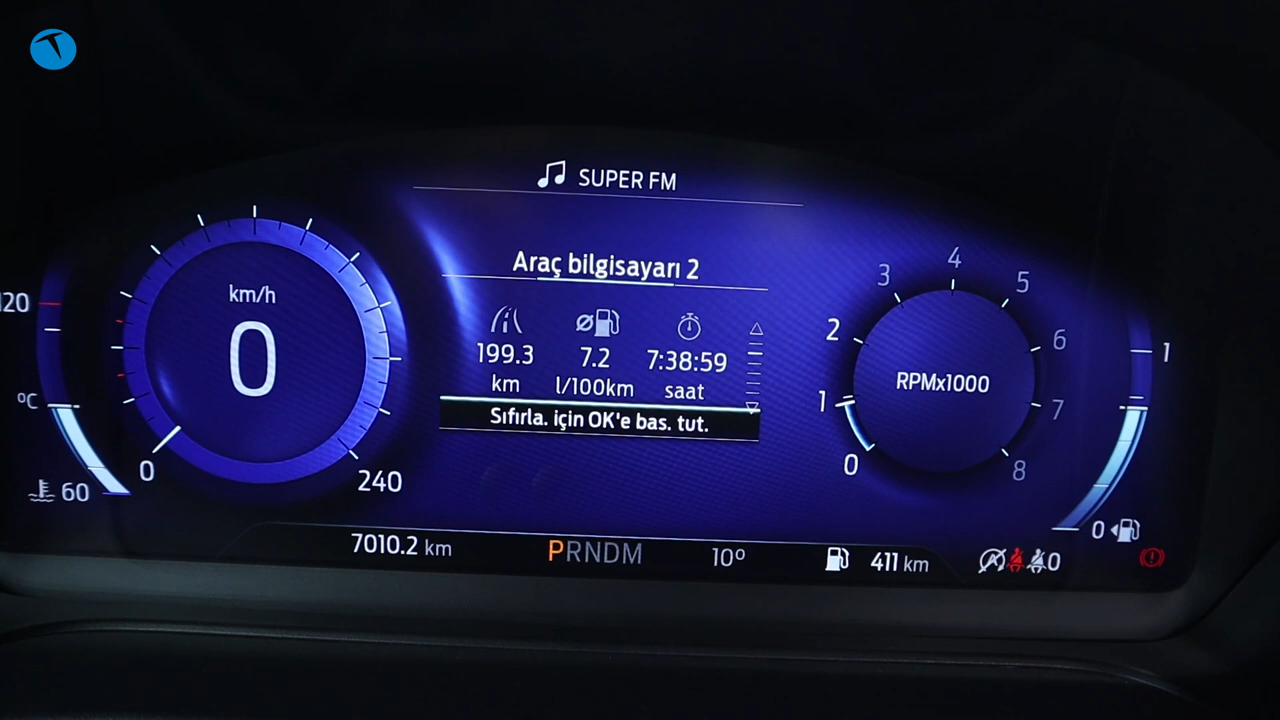 SUPER FM
Araç bilgisayarı 2
199.3 7.2 7:38:59
km l/100km saat
Sıfırla. için OK'e bas. tut.
km/h
0
0
240
120
°C
60
RPMx1000
0
1
2
3
4
5
6
7
8
1
0
7010.2 km PRNDM 10° 411 km 0